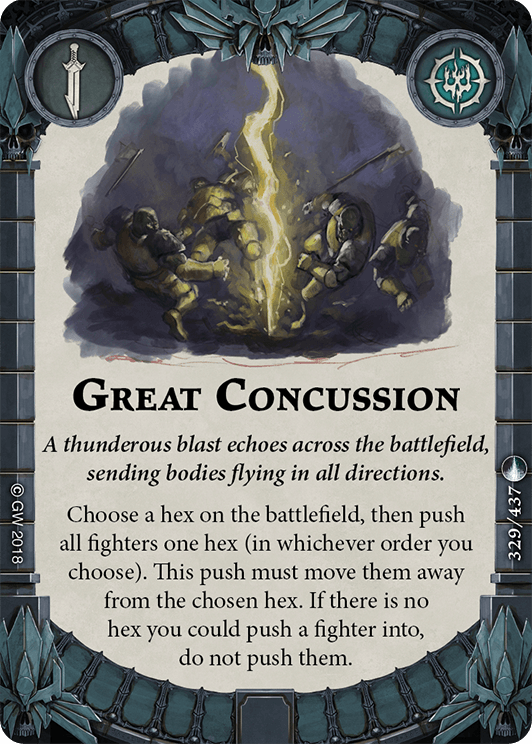 GREAT CONCUSSION
A thunderous blast echoes across the battlefield,
sending bodies flying in all directions.
Choose a hex on the battlefield, then push
all fighters one hex (in whichever order you
choose). This push must move them away
from the chosen hex. If there is no
hex you could push a fighter into,
do not push them.
© GW 2018
329/437